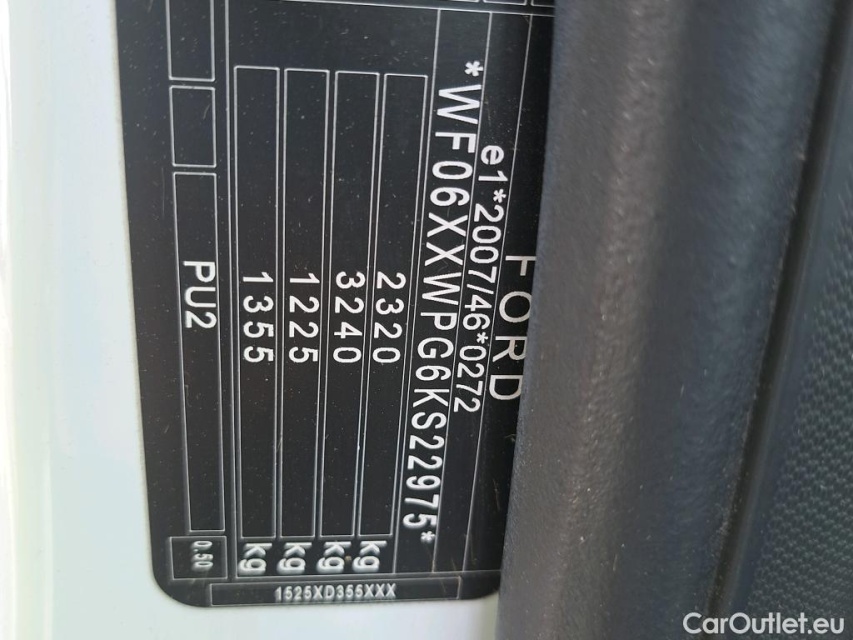 FORD
e1*2007/46*0272
*WF06XXWPG6KS22975*
2320 kg
3240 kg
1225 kg
1355 kg
PU2
0.50
1525XD355XXX
CarOutlet.eu